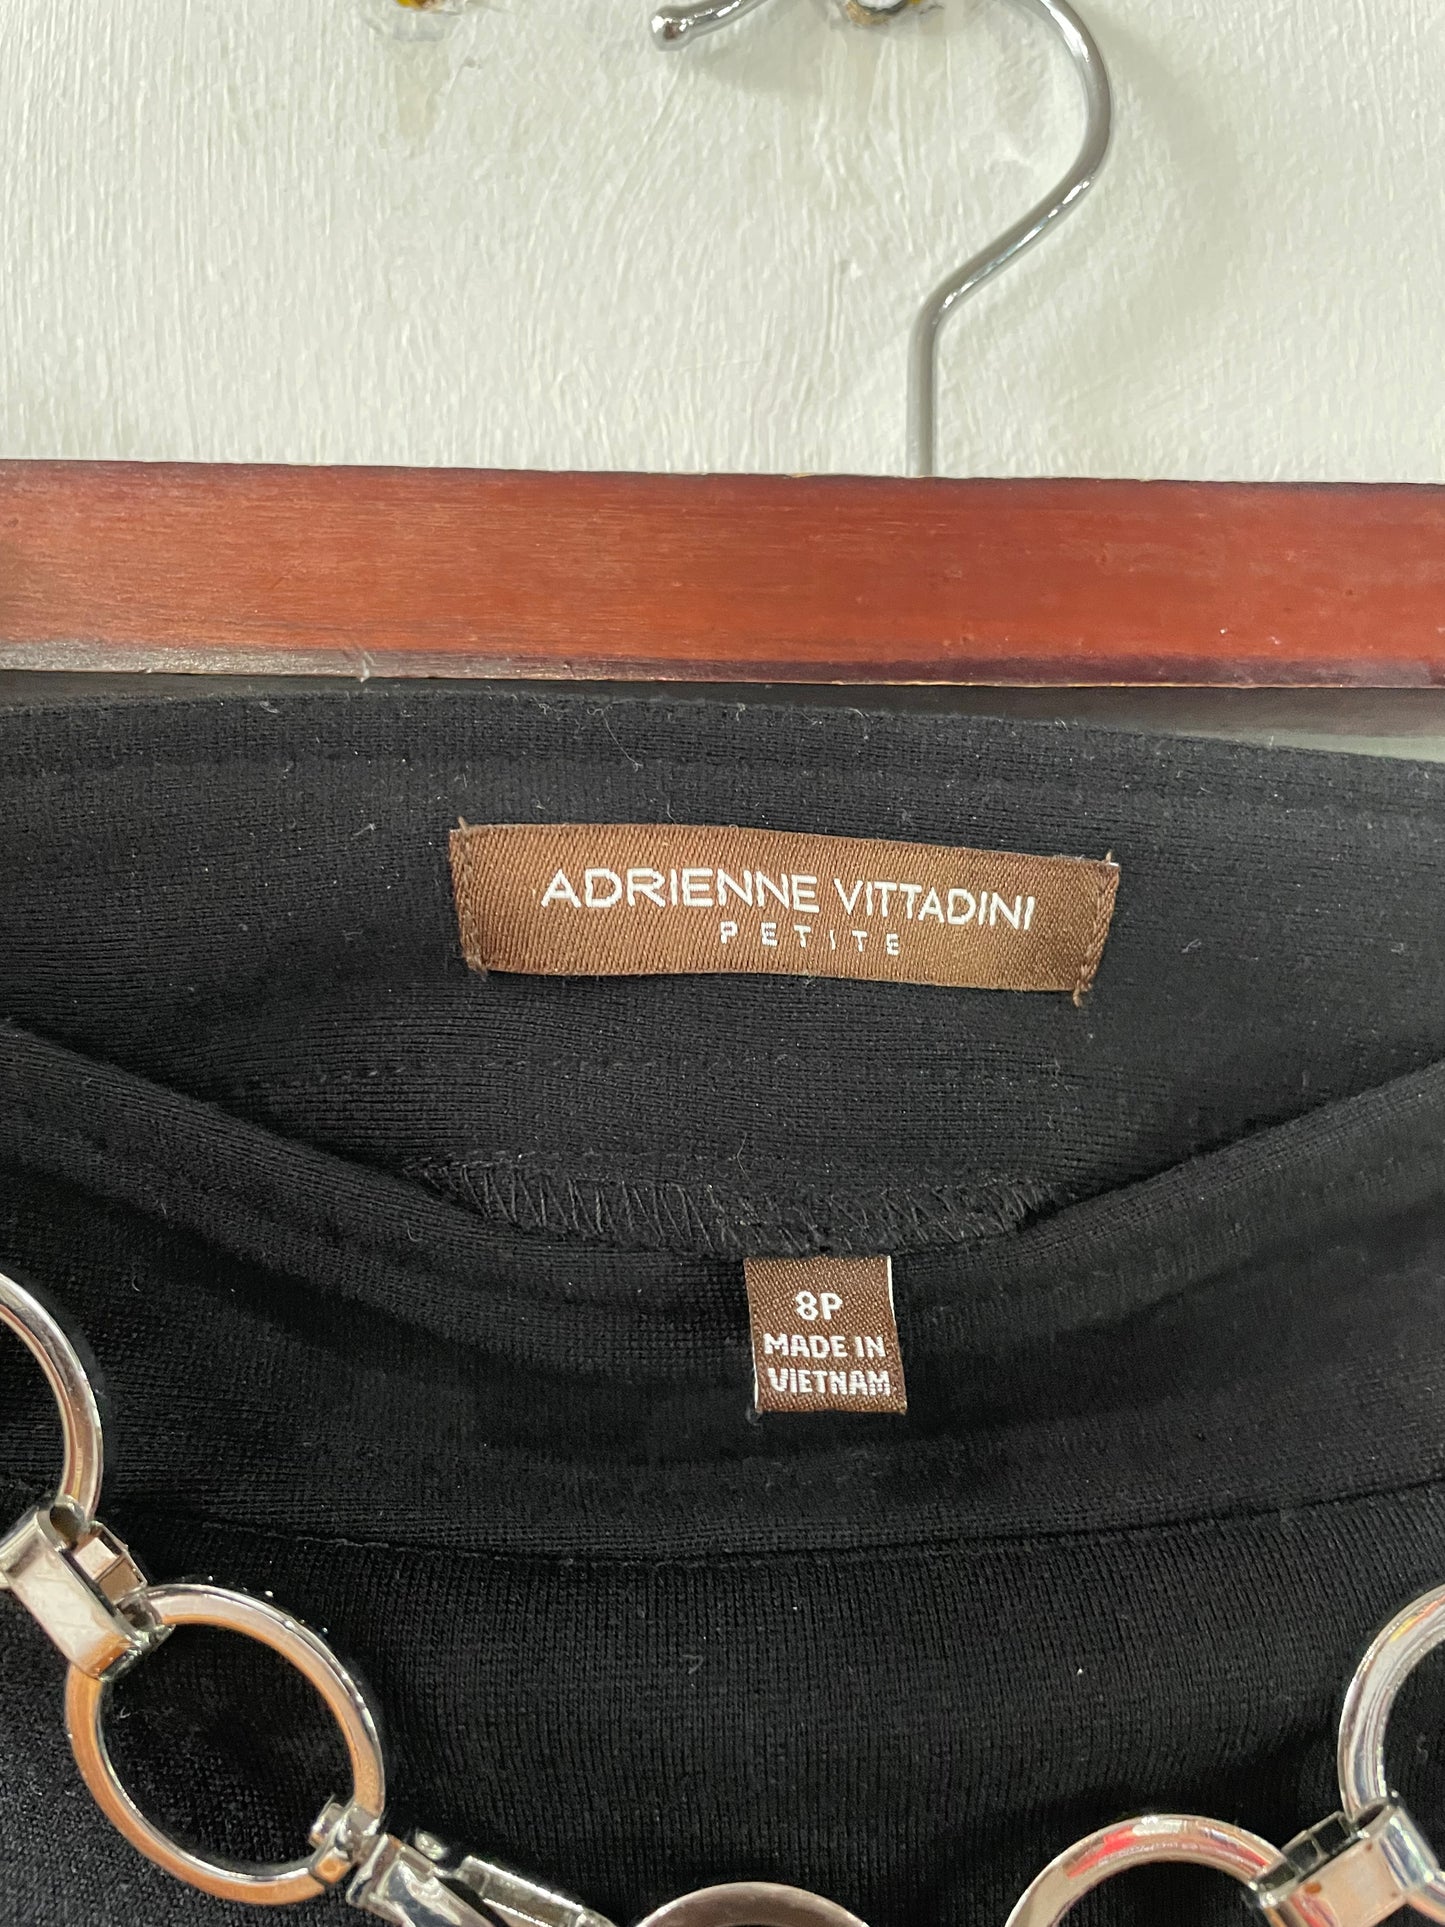 ADRIENNE VITTADINI
PETITE
8P
MADE IN
VIETNAM